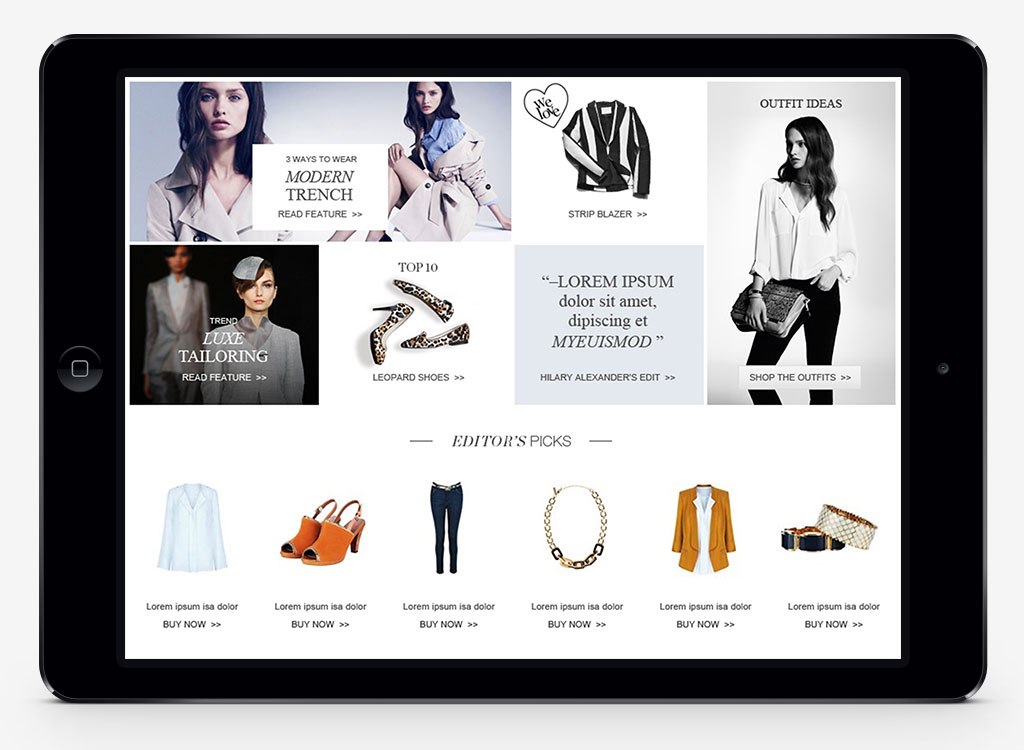 3 WAYS TO WEAR
MODERN
TRENCH
READ FEATURE >>
We
love
STRIP BLAZER >>
OUTFIT IDEAS
SHOP THE OUTFITS >>
TREND
LUXE
TAILORING
READ FEATURE >>
TOP 10
LEOPARD SHOES >>
“–LOREM IPSUM
dolor sit amet,
dipiscing et
MYEUISMOD ”
HILARY ALEXANDER'S EDIT >>
EDITOR'S PICKS
Lorem ipsum isa dolor
BUY NOW >>
Lorem ipsum isa dolor
BUY NOW >>
Lorem ipsum isa dolor
BUY NOW >>
Lorem ipsum isa dolor
BUY NOW >>
Lorem ipsum isa dolor
BUY NOW >>
Lorem ipsum isa dolor
BUY NOW >>